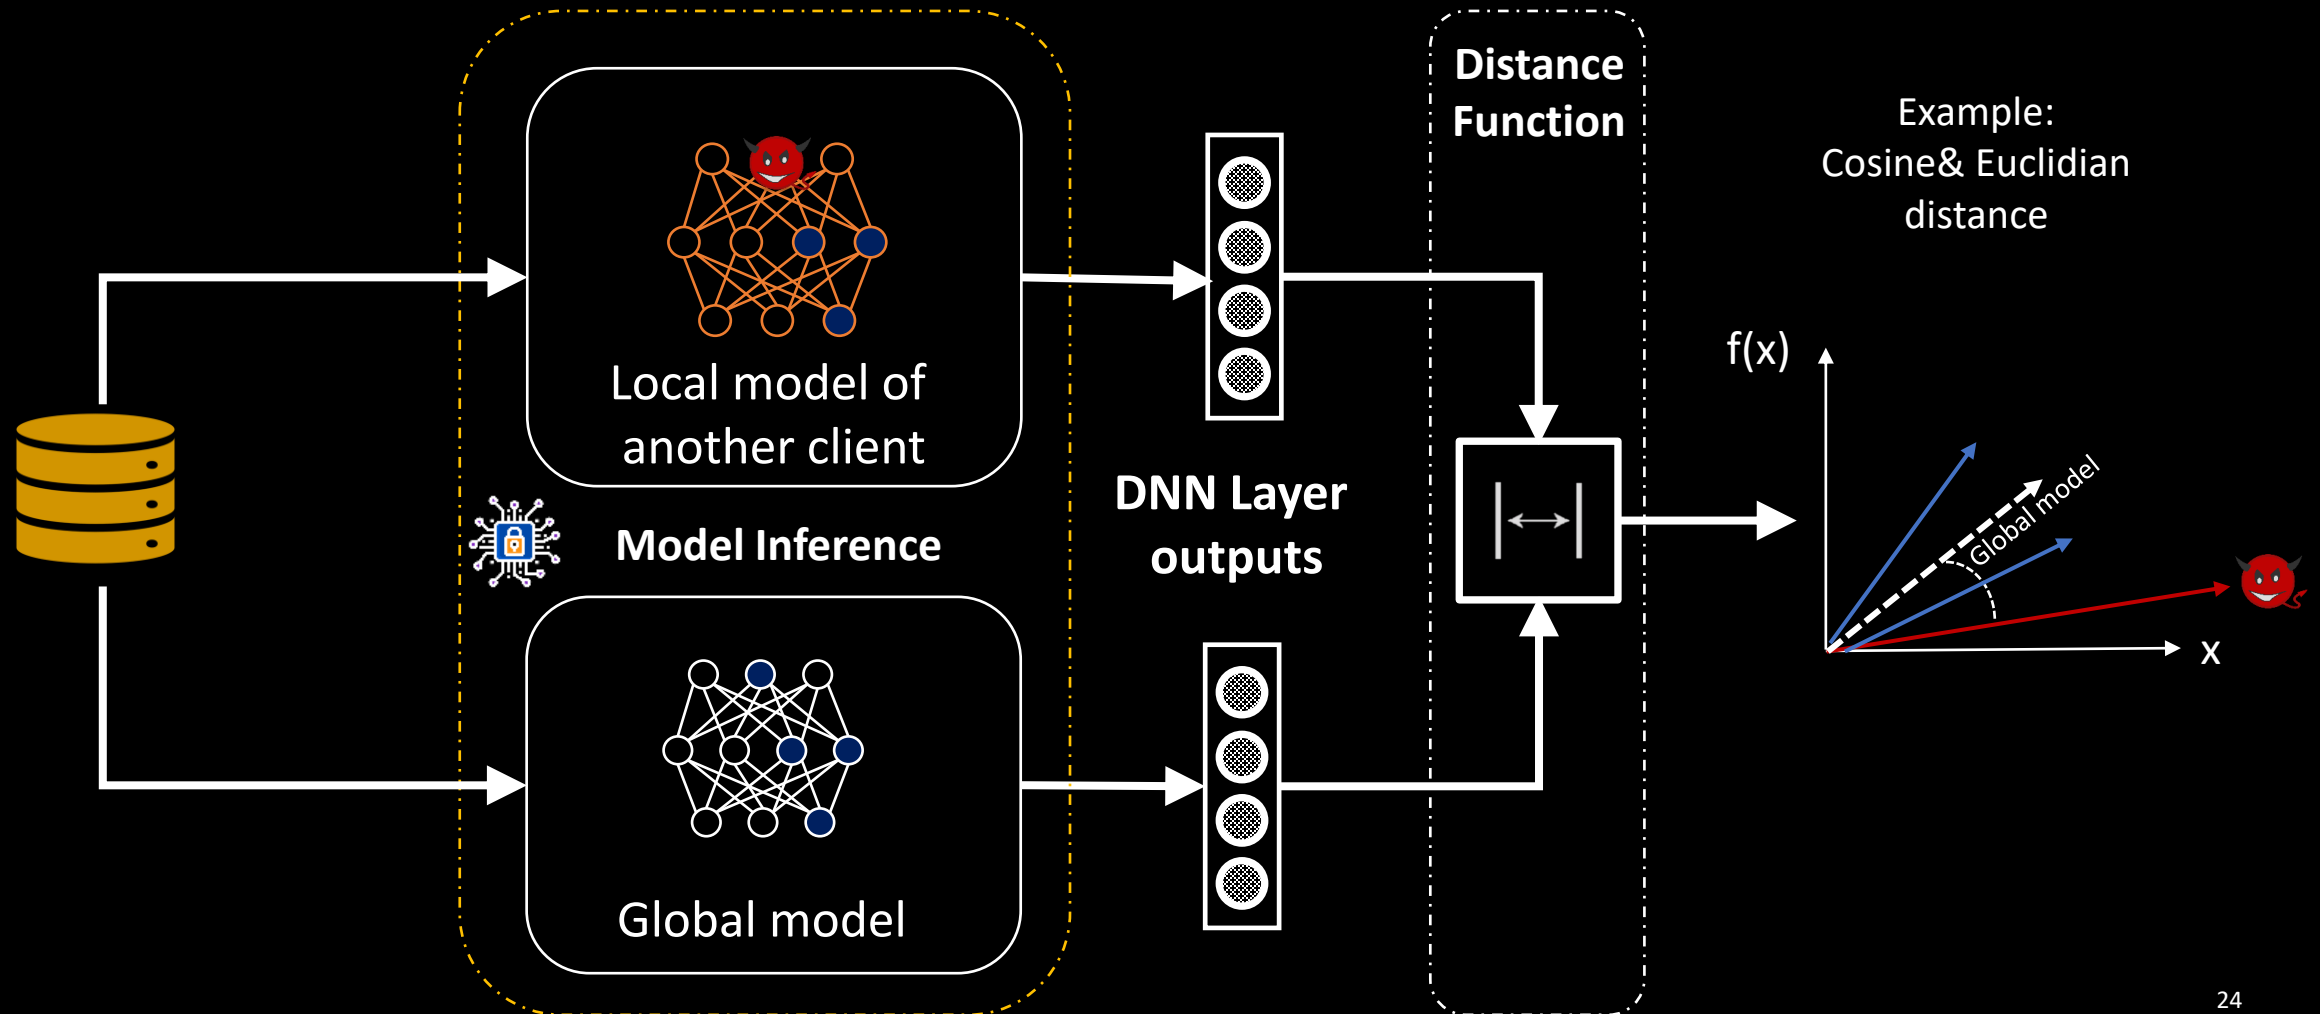 Local model of
another client
Model Inference
Global model
DNN Layer
outputs
Distance
Function
Example:
Cosine& Euclidian
distance
f(x)
Global model
x
24